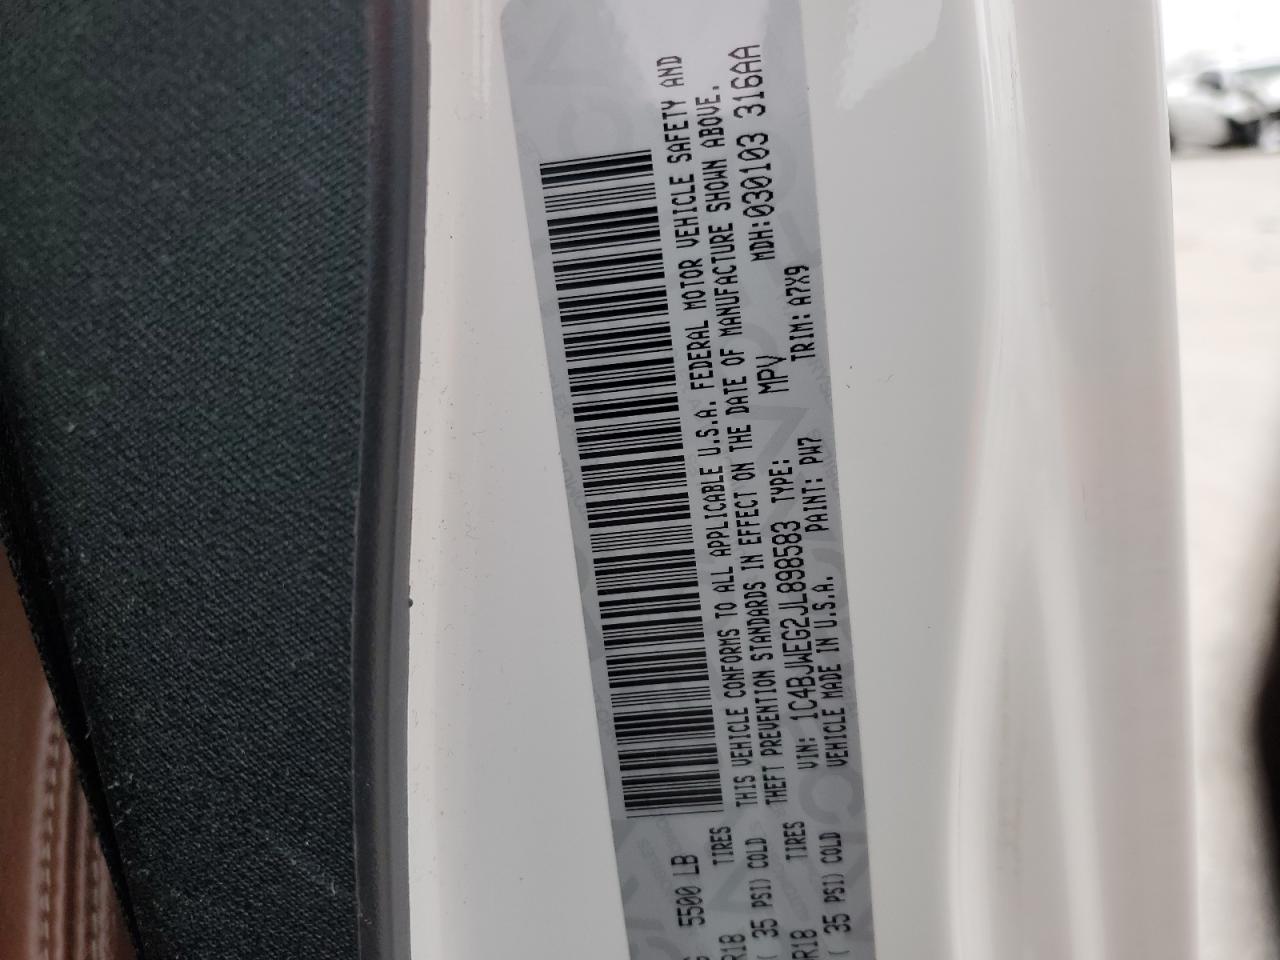 5500 LB
R18 TIRES
( 35 PSI) COLD
R18 TIRES
( 35 PSI) COLD
THIS VEHICLE CONFORMS TO ALL APPLICABLE U.S.A. FEDERAL MOTOR VEHICLE SAFETY AND
THEFT PREVENTION STANDARDS IN EFFECT ON THE DATE OF MANUFACTURE SHOWN ABOVE.
VIN: 1C4BJWEG2JL898583 TYPE: MPV MDH:030103 316AA
VEHICLE MADE IN U.S.A. PAINT: PW7 TRIM: A7X9